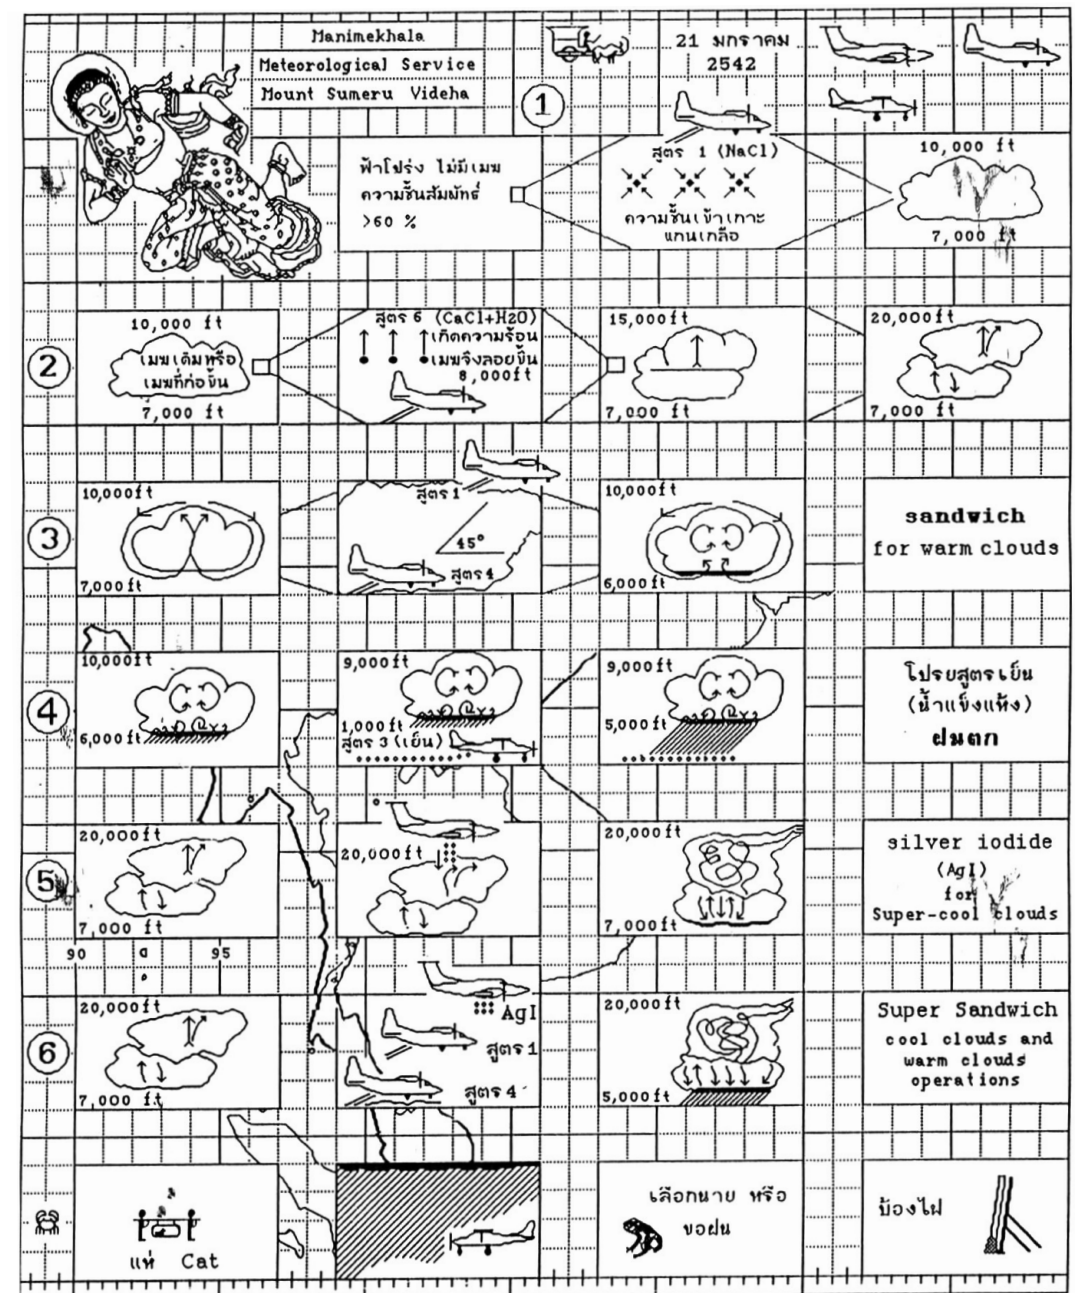 Manimekhala
Meteorological Service
Mount Sumeru Videha
21 มกราคม
2542
1
ฟ้าโปร่ง ไม่มีเมฆ
ความชื้นสัมพัทธ์
>60 %
สูตร 1 (NaCl)
ความชื้นเข้าเกาะ
แกนเกลือ
10,000 ft
7,000 ft
2
10,000 ft
เมฆเดิมหรือ
เมฆที่ก่อขึ้น
7,000 ft
สูตร 6 (CaCl+H2O)
เกิดความร้อน
เมฆจึงลอยขึ้น
8,000ft
15,000ft
7,000 ft
20,000ft
7,000 ft
3
10,000ft
7,000ft
สูตร 1
45°
สูตร 4
10,000ft
6,000ft
sandwich
for warm clouds
4
10,000ft
6,000ft
9,000ft
1,000 ft
สูตร 3 (เย็น)
9,000ft
5,000ft
โปรยสูตรเย็น
(น้ำแข็งแห้ง)
ฝนตก
5
20,000ft
7,000 ft
20,000ft
20,000ft
7,000ft
silver iodide
(AgI)
for
Super-cool clouds
90
95
6
20,000ft
7,000 ft
AgI
สูตร 1
สูตร 4
20,000ft
5,000ft
Super Sandwich
cool clouds and
warm clouds
operations
แห่ Cat
เลือกนาย หรือ
ขอฝน
บ้องไฟ